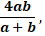 4ab
a + b ,